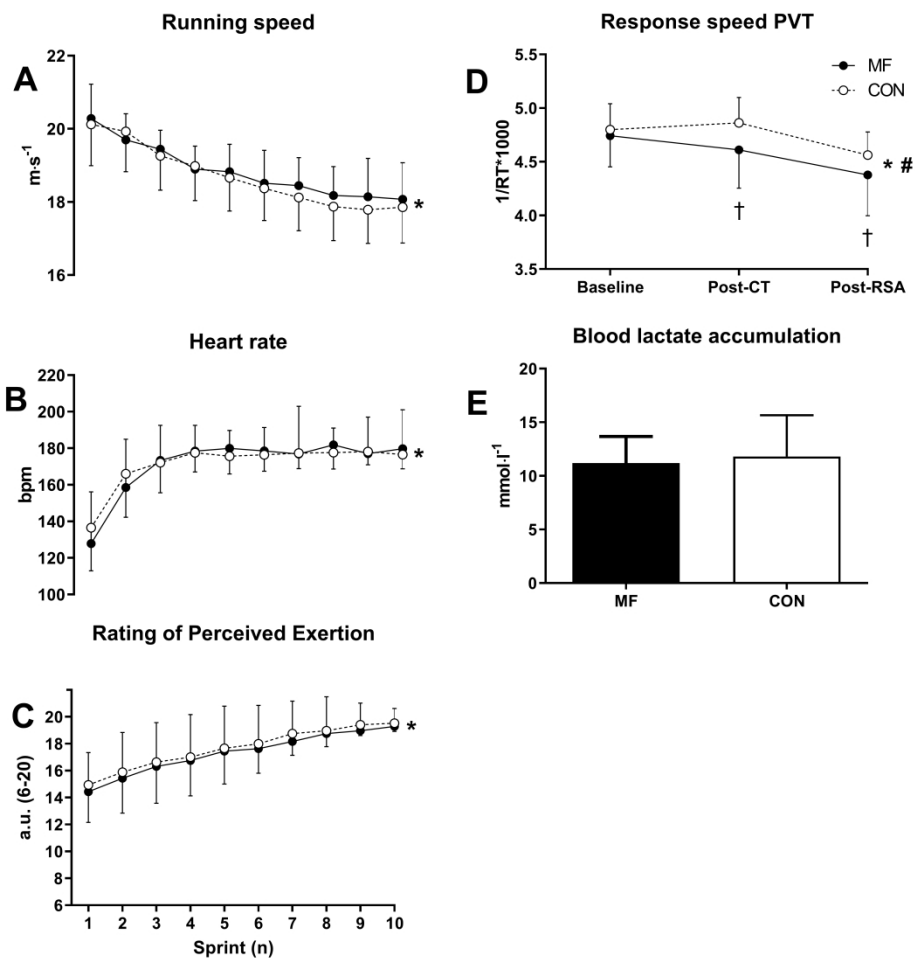 Running speed
A
m·s⁻¹
22
20
18
16
*
Heart rate
B
bpm
220
200
180
160
140
120
100
*
Rating of Perceived Exertion
C
a.u. (6-20)
20
18
16
14
12
10
8
6
*
1 2 3 4 5 6 7 8 9 10
Sprint (n)
Response speed PVT
D
MF
CON
1/RT*1000
5.5
5.0
4.5
4.0
3.5
* #
† †
Baseline Post-CT Post-RSA
Blood lactate accumulation
E
mmol·l⁻¹
20
15
10
5
0
MF CON